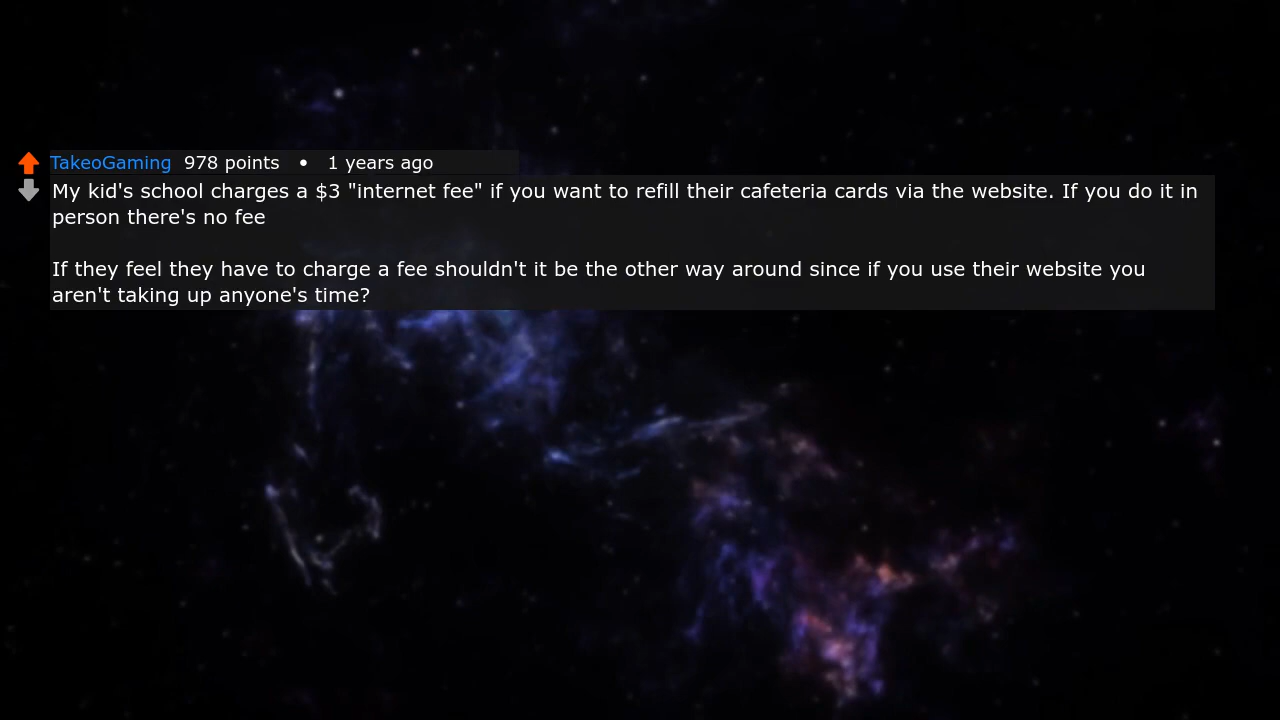 TakeoGaming 978 points • 1 years ago
My kid's school charges a $3 "internet fee" if you want to refill their cafeteria cards via the website. If you do it in
person there's no fee
If they feel they have to charge a fee shouldn't it be the other way around since if you use their website you
aren't taking up anyone's time?